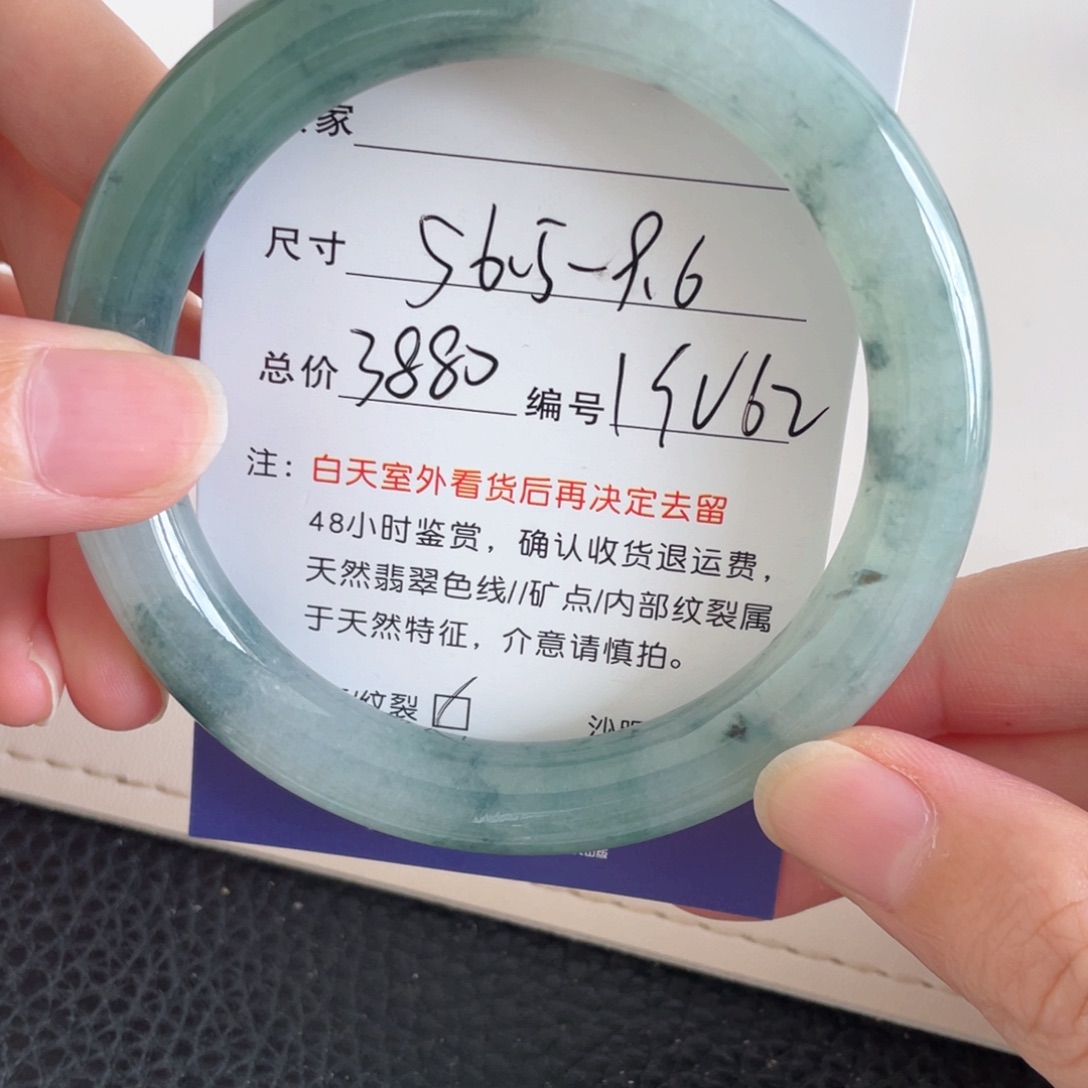 家
尺寸 56.5-9.6
总价 3880 编号
注：白天室外看货后再决定去留
48小时鉴赏，确认收货退运费，
天然翡翠色线//矿点/内部纹裂属
于天然特征，介意请慎拍。
纹裂